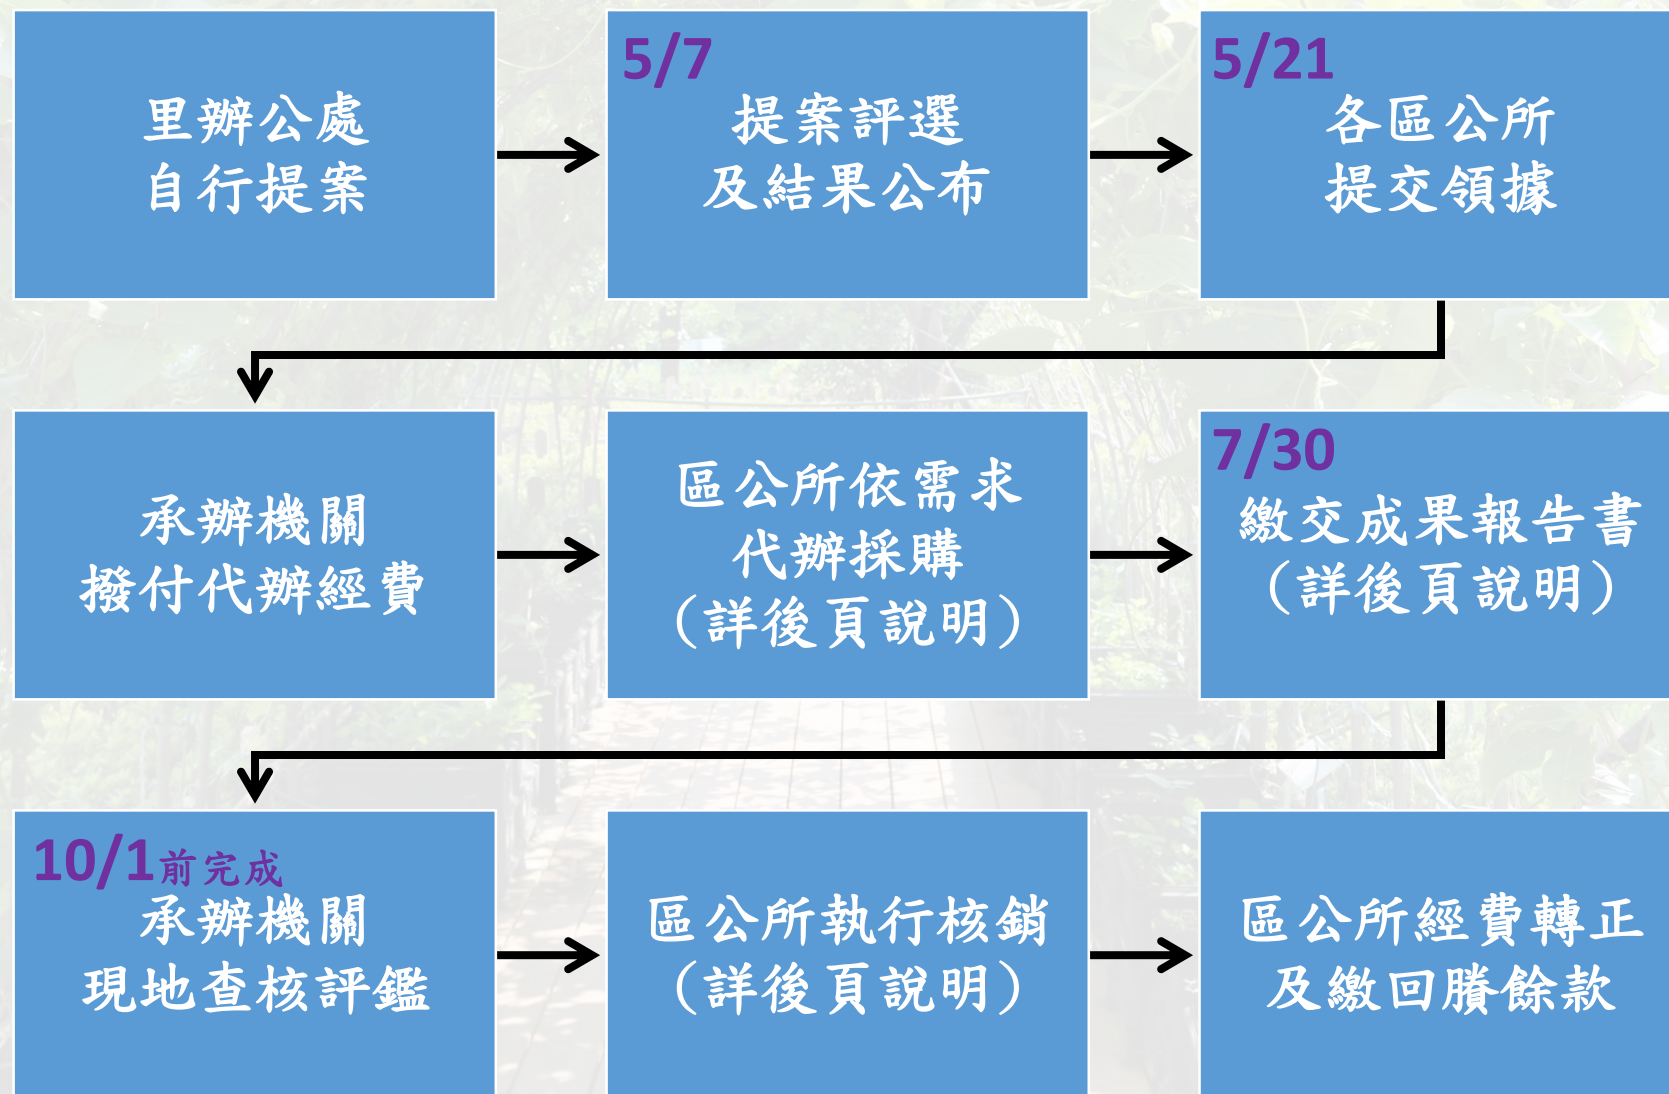 里辦公處
自行提案
5/7
提案評選
及結果公布
5/21
各區公所
提交領據
承辦機關
撥付代辦經費
區公所依需求
代辦採購
(詳後頁說明)
7/30
繳交成果報告書
(詳後頁說明)
10/1前完成
承辦機關
現地查核評鑑
區公所執行核銷
(詳後頁說明)
區公所經費轉正
及繳回賸餘款